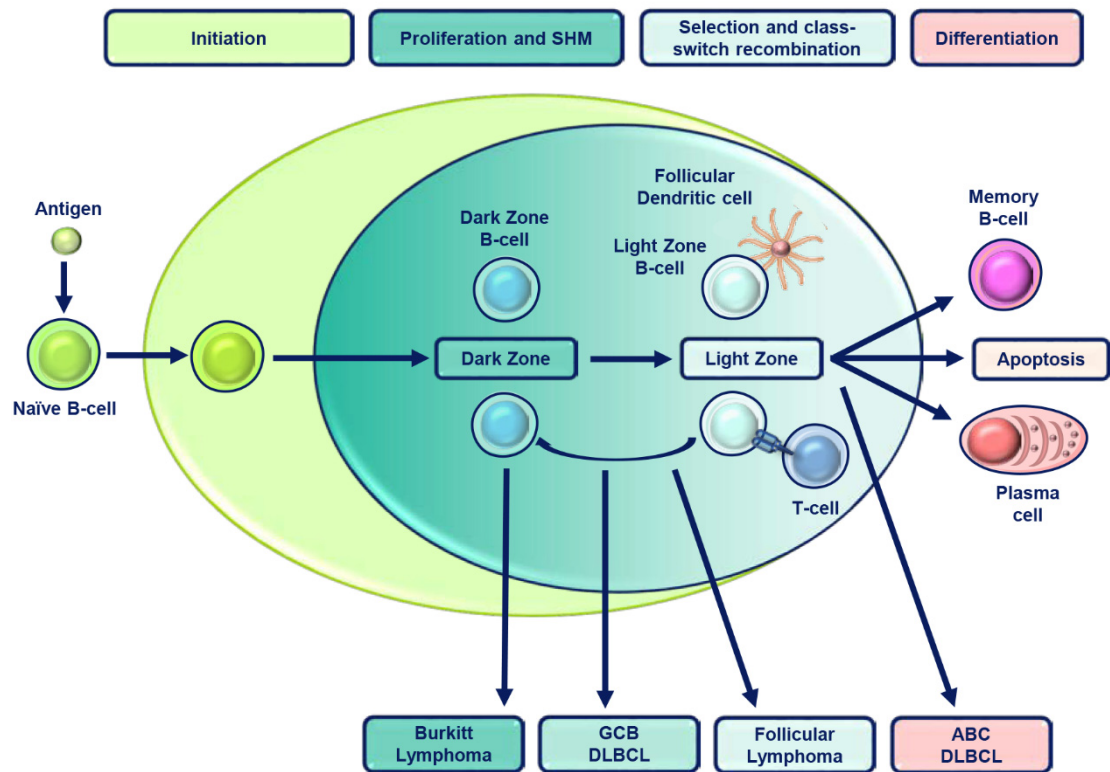 Initiation
Proliferation and SHM
Selection and class-
switch recombination
Differentiation
Antigen
Naïve B-cell
Dark Zone
B-cell
Follicular
Dendritic cell
Light Zone
B-cell
Dark Zone
Light Zone
T-cell
Memory
B-cell
Apoptosis
Plasma
cell
Burkitt
Lymphoma
GCB
DLBCL
Follicular
Lymphoma
ABC
DLBCL